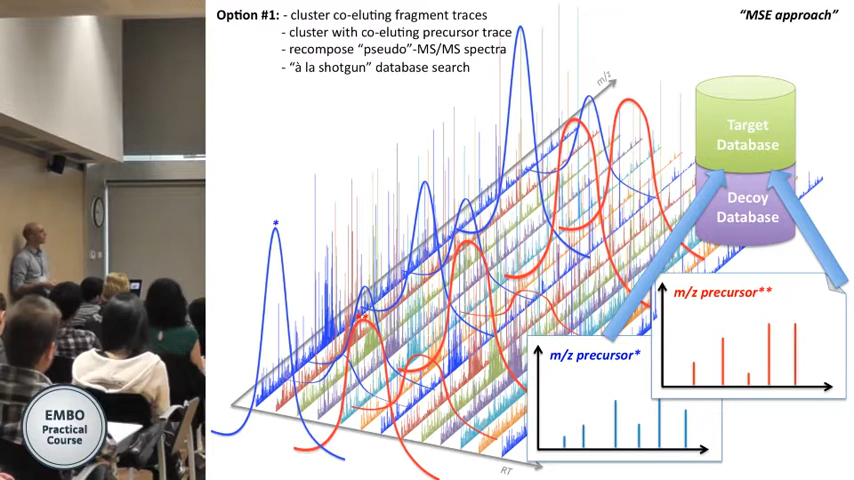 Option #1: - cluster co-eluting fragment traces
- cluster with co-eluting precursor trace
- recompose “pseudo”-MS/MS spectra
- “à la shotgun” database search
“MSE approach”
m/z
Target
Database
Decoy
Database
*
**
m/z precursor**
m/z precursor*
RT
EMBO
Practical
Course